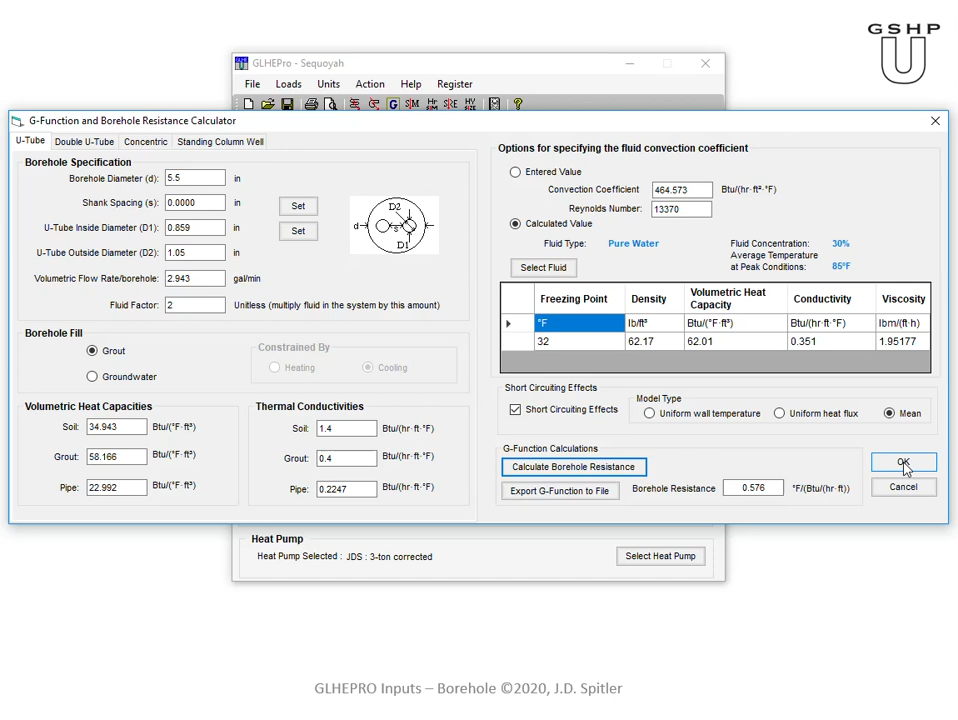 GSHP
U
GLHEPro - Sequoyah
File Loads Units Action Help Register
G-Function and Borehole Resistance Calculator
U-Tube Double U-Tube Concentric Standing Column Well
Borehole Specification
Borehole Diameter (d): 5.5 in
Shank Spacing (s): 0.0000 in Set
U-Tube Inside Diameter (D1): 0.859 in Set
U-Tube Outside Diameter (D2): 1.05 in
Volumetric Flow Rate/borehole: 2.943 gal/min
Fluid Factor: 2 Unitless (multiply fluid in the system by this amount)
D2
d s
D1
Borehole Fill
Grout
Groundwater
Constrained By
Heating Cooling
Volumetric Heat Capacities
Soil: 34.943 Btu/(°F·ft³)
Grout: 58.166 Btu/(°F·ft³)
Pipe: 22.992 Btu/(°F·ft³)
Thermal Conductivities
Soil: 1.4 Btu/(hr·ft·°F)
Grout: 0.4 Btu/(hr·ft·°F)
Pipe: 0.2247 Btu/(hr·ft·°F)
Options for specifying the fluid convection coefficient
Entered Value
Convection Coefficient 464.573 Btu/(hr·ft²·°F)
Reynolds Number: 13370
Calculated Value
Fluid Type: Pure Water
Fluid Concentration: 30%
Average Temperature
at Peak Conditions: 85°F
Select Fluid
Freezing Point Density Volumetric Heat Capacity Conductivity Viscosity
°F lb/ft³ Btu/(°F·ft³) Btu/(hr·ft·°F) lbm/(ft·h)
32 62.17 62.01 0.351 1.95177
Short Circuiting Effects
Short Circuiting Effects
Model Type
Uniform wall temperature Uniform heat flux Mean
G-Function Calculations
Calculate Borehole Resistance
Export G-Function to File Borehole Resistance 0.576 °F/(Btu/(hr·ft))
OK
Cancel
Heat Pump
Heat Pump Selected : JDS : 3-ton corrected Select Heat Pump
GLHEPRO Inputs – Borehole ©2020, J.D. Spitler